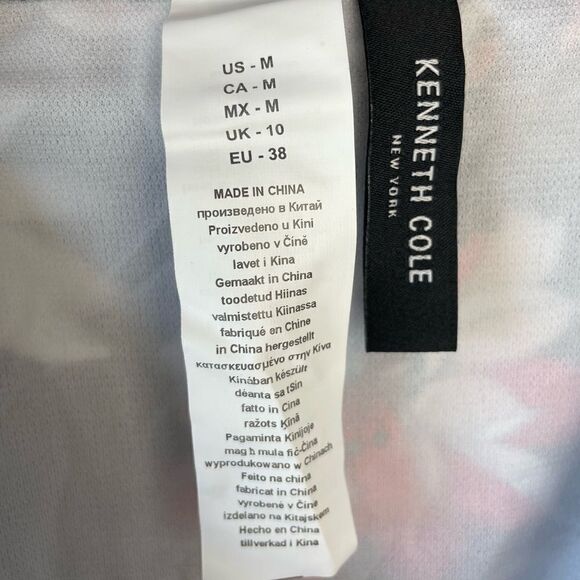 US - M
CA - M
MX - M
UK - 10
EU - 38
MADE IN CHINA
произведено в Китай
Proizvedeno u Kini
vyrobeno v Číně
lavet i Kina
Gemaakt in China
toodetud Hiinas
valmistettu Kiinassa
fabriqué en Chine
in China hergestellt
κατασκευασμένο στην Κίνα
Kínában készült
déanta sa tSín
fatto in Cina
ražots Ķīnā
Pagaminta Kinijoje
magħmula fiċ-Ċina
wyprodukowano w Chinach
Feito na china
fabricat in China
vyrobené v Číne
izdelano na Kitajskem
Hecho en China
tillverkad i Kina
KENNETH COLE
NEW YORK